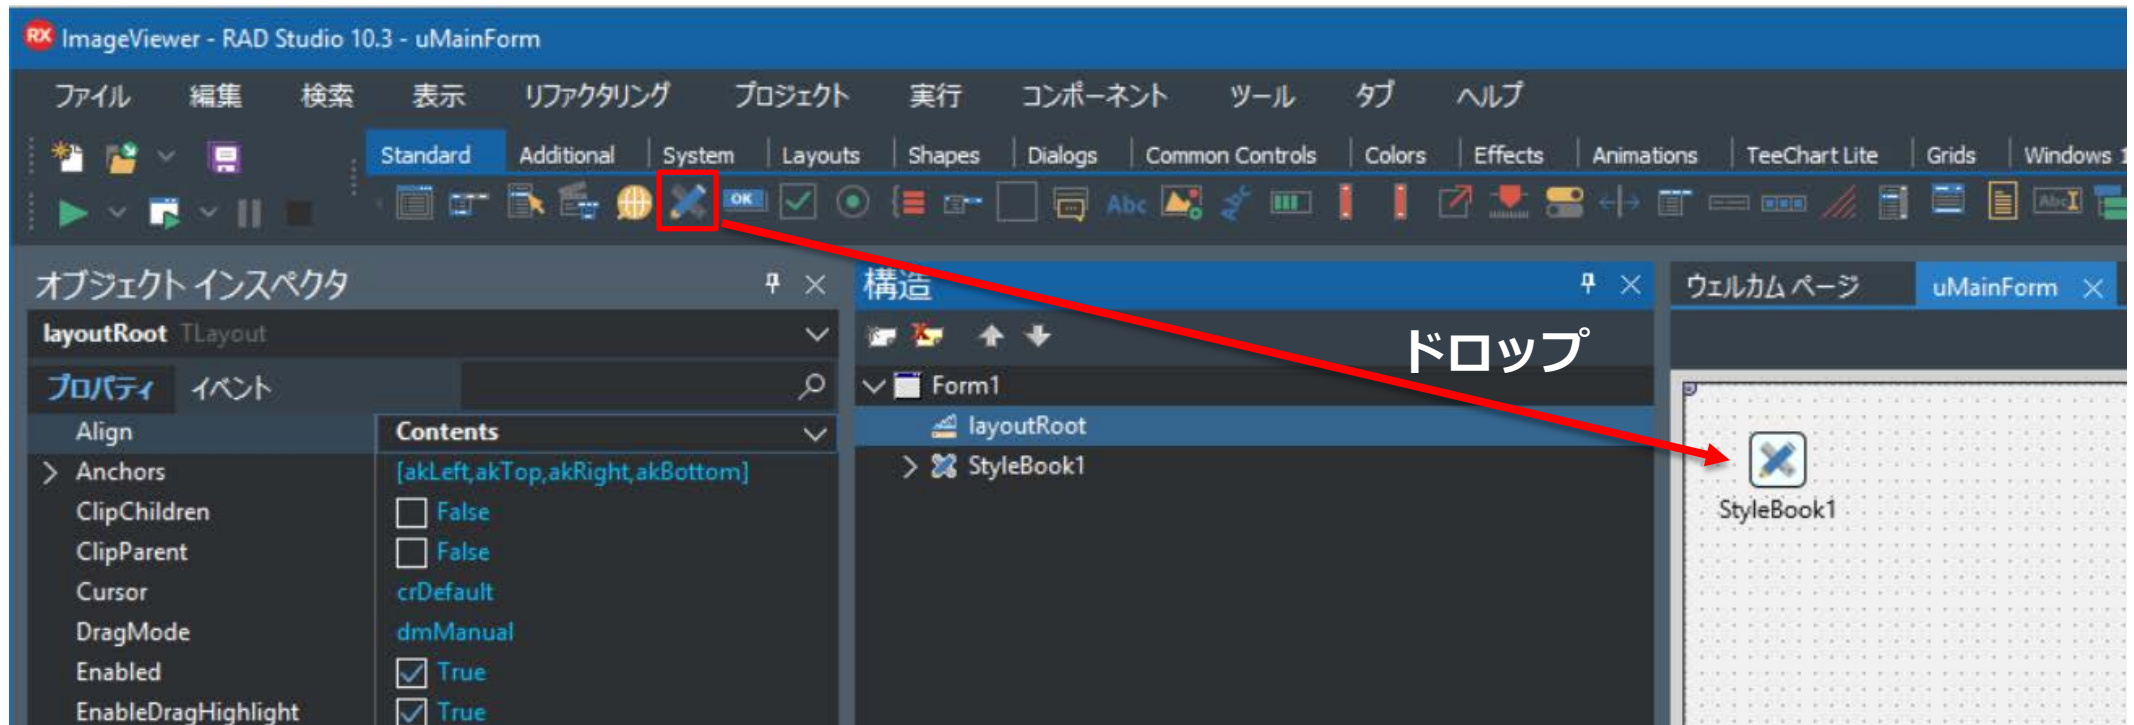 RX ImageViewer - RAD Studio 10.3 - uMainForm
ファイル 編集 検索 表示 リファクタリング プロジェクト 実行 コンポーネント ツール タブ ヘルプ
Standard Additional System Layouts Shapes Dialogs Common Controls Colors Effects Animations TeeChart Lite Grids Windows 1
OK Abc Abc AbcI
オブジェクト インスペクタ
layoutRoot TLayout
プロパティ イベント
Align Contents
Anchors [akLeft,akTop,akRight,akBottom]
ClipChildren False
ClipParent False
Cursor crDefault
DragMode dmManual
Enabled True
EnableDragHighlight True
構造
Form1
layoutRoot
StyleBook1
ドロップ
ウェルカム ページ uMainForm
StyleBook1